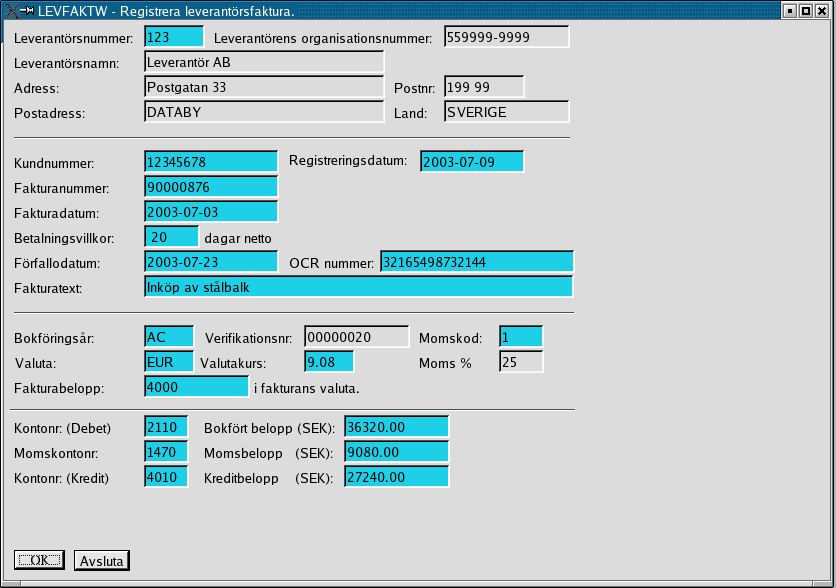 LEVFAKTW - Registrera leverantörsfaktura.
Leverantörsnummer: 123 Leverantörens organisationsnummer: 559999-9999
Leverantörsnamn: Leverantör AB
Adress: Postgatan 33 Postnr: 199 99
Postadress: DATABY Land: SVERIGE
Kundnummer: 12345678 Registreringsdatum: 2003-07-09
Fakturanummer: 90000876
Fakturadatum: 2003-07-03
Betalningsvillkor: 20 dagar netto
Förfallodatum: 2003-07-23 OCR nummer: 32165498732144
Fakturatext: Inköp av stålbalk
Bokföringsår: AC Verifikationsnr: 00000020 Momskod: 1
Valuta: EUR Valutakurs: 9.08 Moms % 25
Fakturabelopp: 4000 i fakturans valuta.
Kontonr: (Debet) 2110 Bokfört belopp (SEK): 36320.00
Momskontonr: 1470 Momsbelopp (SEK): 9080.00
Kontonr: (Kredit) 4010 Kreditbelopp (SEK): 27240.00
OK Avsluta